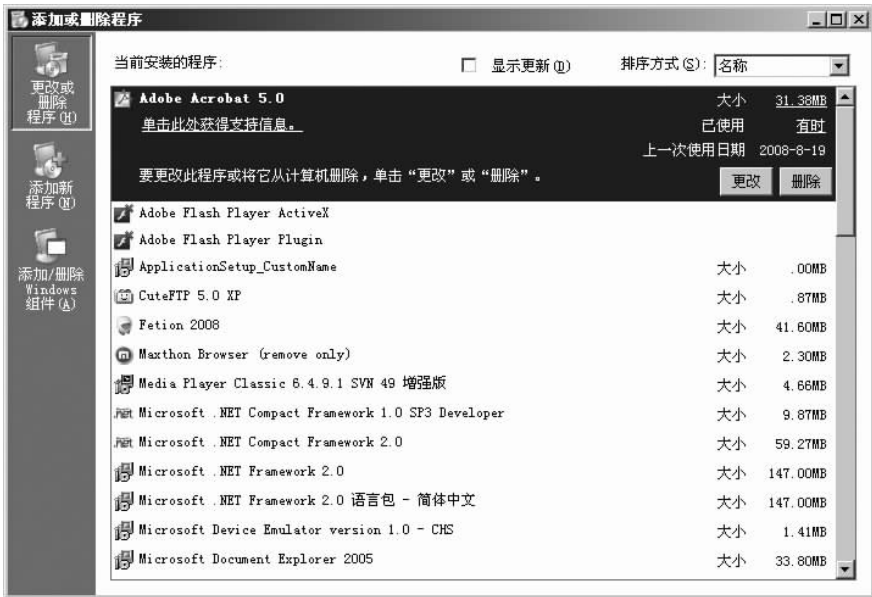 添加或删除程序
更改或
删除
程序(H)
添加新
程序(N)
添加/删除
Windows
组件(A)
当前安装的程序: 显示更新(D) 排序方式(S): 名称
Adobe Acrobat 5.0 大小 31.38MB
单击此处获得支持信息。 已使用 有时
上一次使用日期 2008-8-19
要更改此程序或将它从计算机删除,单击“更改”或“删除”。 更改 删除
Adobe Flash Player ActiveX
Adobe Flash Player Plugin
ApplicationSetup_CustomName 大小 .00MB
CuteFTP 5.0 XP 大小 .87MB
Fetion 2008 大小 41.60MB
Maxthon Browser (remove only) 大小 2.30MB
Media Player Classic 6.4.9.1 SVN 49 增强版 大小 4.66MB
.net Microsoft .NET Compact Framework 1.0 SP3 Developer 大小 9.87MB
.net Microsoft .NET Compact Framework 2.0 大小 59.27MB
Microsoft .NET Framework 2.0 大小 147.00MB
Microsoft .NET Framework 2.0 语言包 - 简体中文 大小 147.00MB
Microsoft Device Emulator version 1.0 - CHS 大小 1.41MB
Microsoft Document Explorer 2005 大小 33.80MB